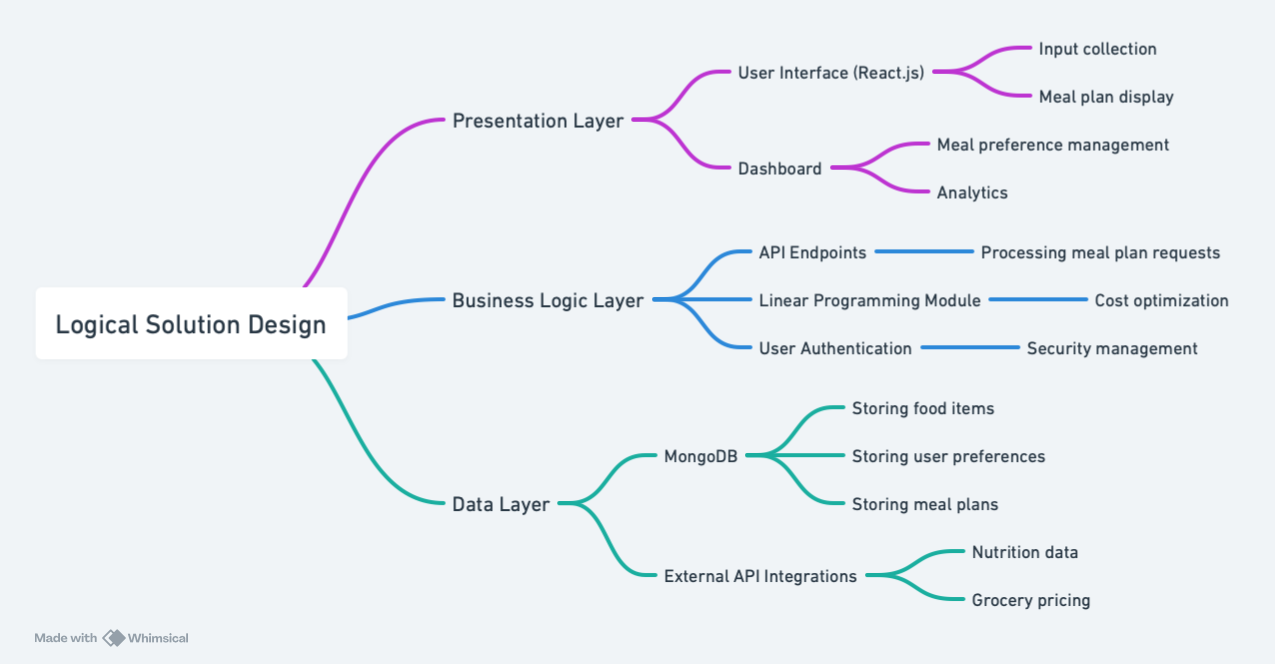 Input collection
User Interface (React.js)
Meal plan display
Presentation Layer
Meal preference management
Dashboard
Analytics
API Endpoints
Processing meal plan requests
Business Logic Layer
Linear Programming Module
Cost optimization
Logical Solution Design
User Authentication
Security management
Storing food items
MongoDB
Storing user preferences
Data Layer
Storing meal plans
Nutrition data
External API Integrations
Grocery pricing
Made with Whimsical